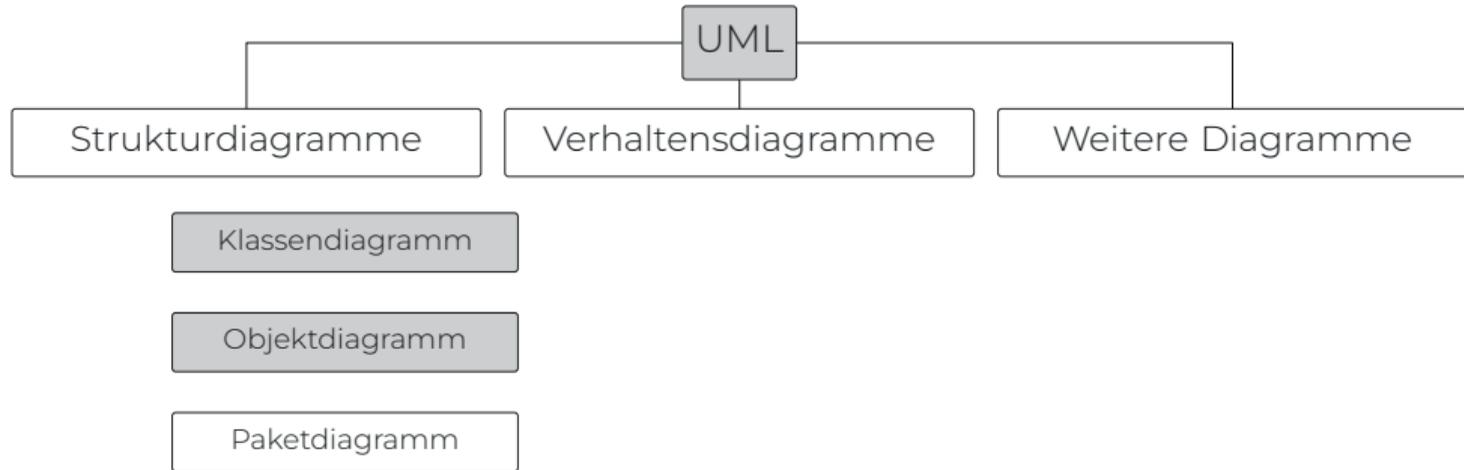 UML
Strukturdiagramme
Verhaltensdiagramme
Weitere Diagramme
Klassendiagramm
Objektdiagramm
Paketdiagramm